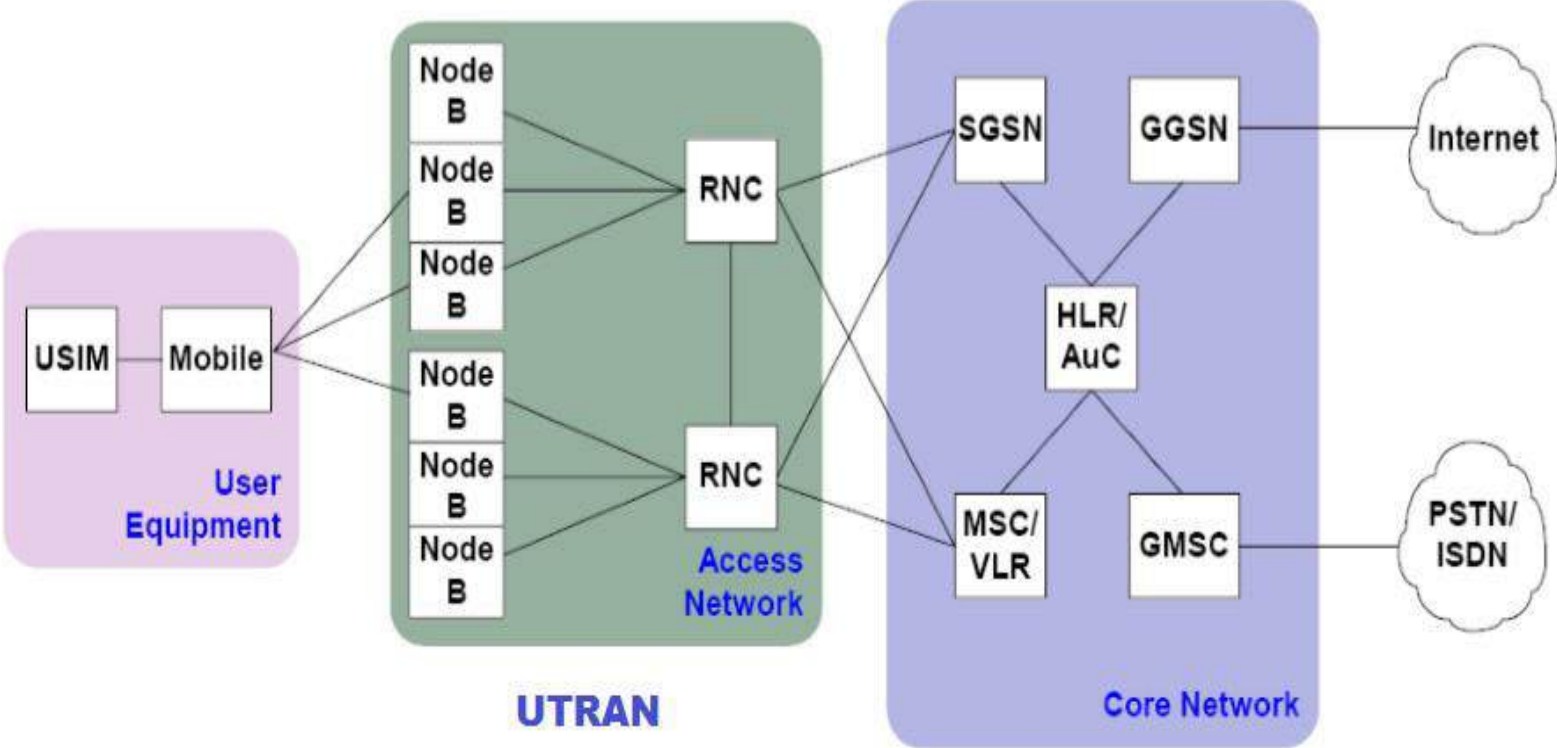 USIM
Mobile
User
Equipment
Node
B
Node
B
Node
B
Node
B
Node
B
Node
B
RNC
RNC
Access
Network
UTRAN
SGSN
GGSN
HLR/
AuC
MSC/
VLR
GMSC
Core Network
Internet
PSTN/
ISDN